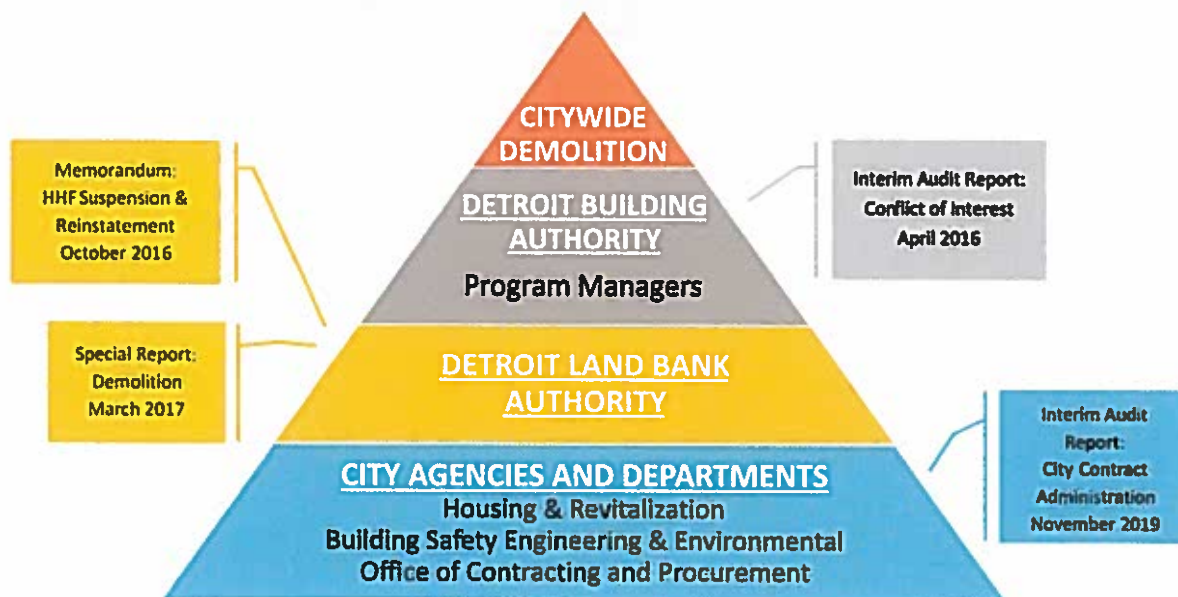 CITYWIDE
DEMOLITION
DETROIT BUILDING
AUTHORITY
Program Managers
DETROIT LAND BANK
AUTHORITY
CITY AGENCIES AND DEPARTMENTS
Housing & Revitalization
Building Safety Engineering & Environmental
Office of Contracting and Procurement
Memorandum:
HHF Suspension &
Reinstatement
October 2016
Special Report:
Demolition
March 2017
Interim Audit Report:
Conflict of Interest
April 2016
Interim Audit
Report:
City Contract
Administration
November 2019